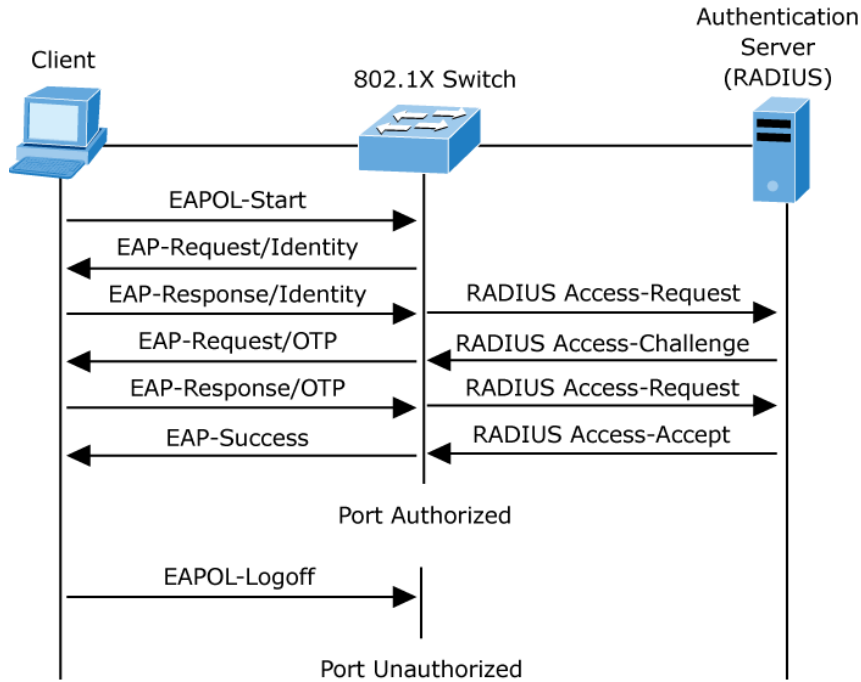 Authentication
Server
(RADIUS)
Client
802.1X Switch
EAPOL-Start
EAP-Request/Identity
EAP-Response/Identity
RADIUS Access-Request
EAP-Request/OTP
RADIUS Access-Challenge
EAP-Response/OTP
RADIUS Access-Request
EAP-Success
RADIUS Access-Accept
Port Authorized
EAPOL-Logoff
Port Unauthorized